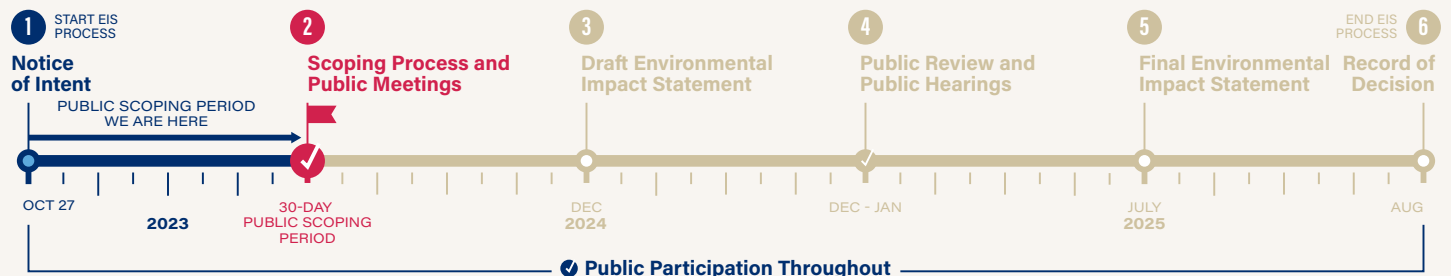 1
START EIS
PROCESS
Notice
of Intent
PUBLIC SCOPING PERIOD
WE ARE HERE
OCT 27
2023
2
Scoping Process and
Public Meetings
30-DAY
PUBLIC SCOPING
PERIOD
3
Draft Environmental
Impact Statement
DEC
2024
4
Public Review and
Public Hearings
DEC - JAN
5
Final Environmental
Impact Statement
JULY
2025
END EIS
PROCESS
6
Record of
Decision
AUG
Public Participation Throughout